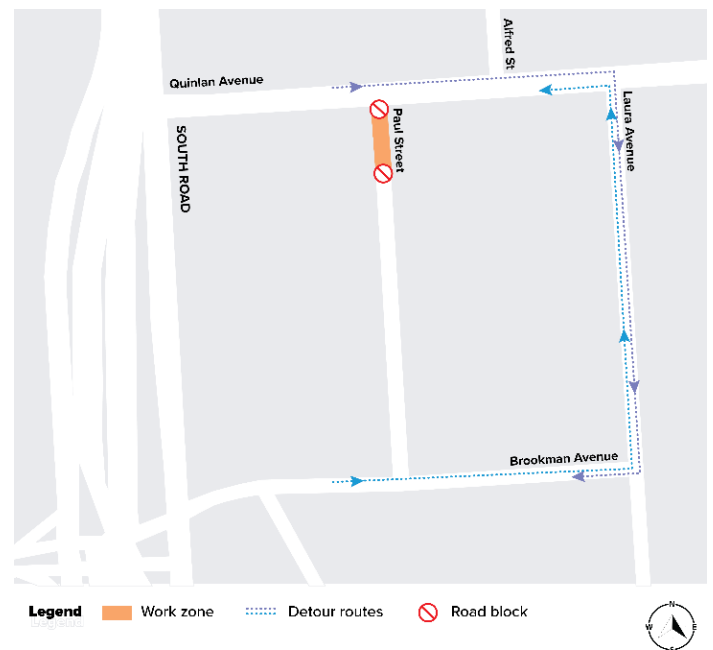 Alfred St
Quinlan Avenue
Laura Avenue
Paul Street
SOUTH ROAD
Brookman Avenue
Legend
Legend
Work zone
Detour routes
Road block
N
W
E
S